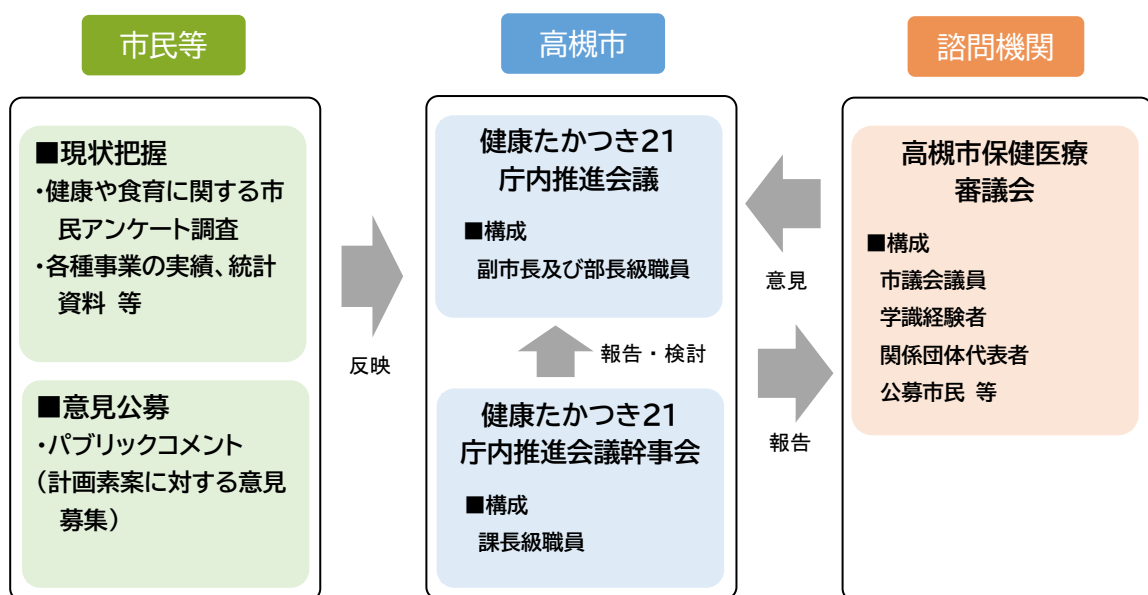 市民等
■現状把握
・健康や食育に関する市
民アンケート調査
・各種事業の実績、統計
資料 等
■意見公募
・パブリックコメント
（計画素案に対する意見
募集）
反映
高槻市
健康たかつき21
庁内推進会議
■構成
副市長及び部長級職員
報告・検討
健康たかつき21
庁内推進会議幹事会
■構成
課長級職員
意見
報告
諮問機関
高槻市保健医療
審議会
■構成
市議会議員
学識経験者
関係団体代表者
公募市民 等